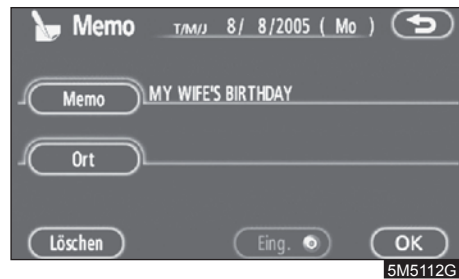 Memo T/M/J 8/ 8/2005 ( Mo )
Memo MY WIFE'S BIRTHDAY
Ort
Löschen Eing. OK
5M5112G